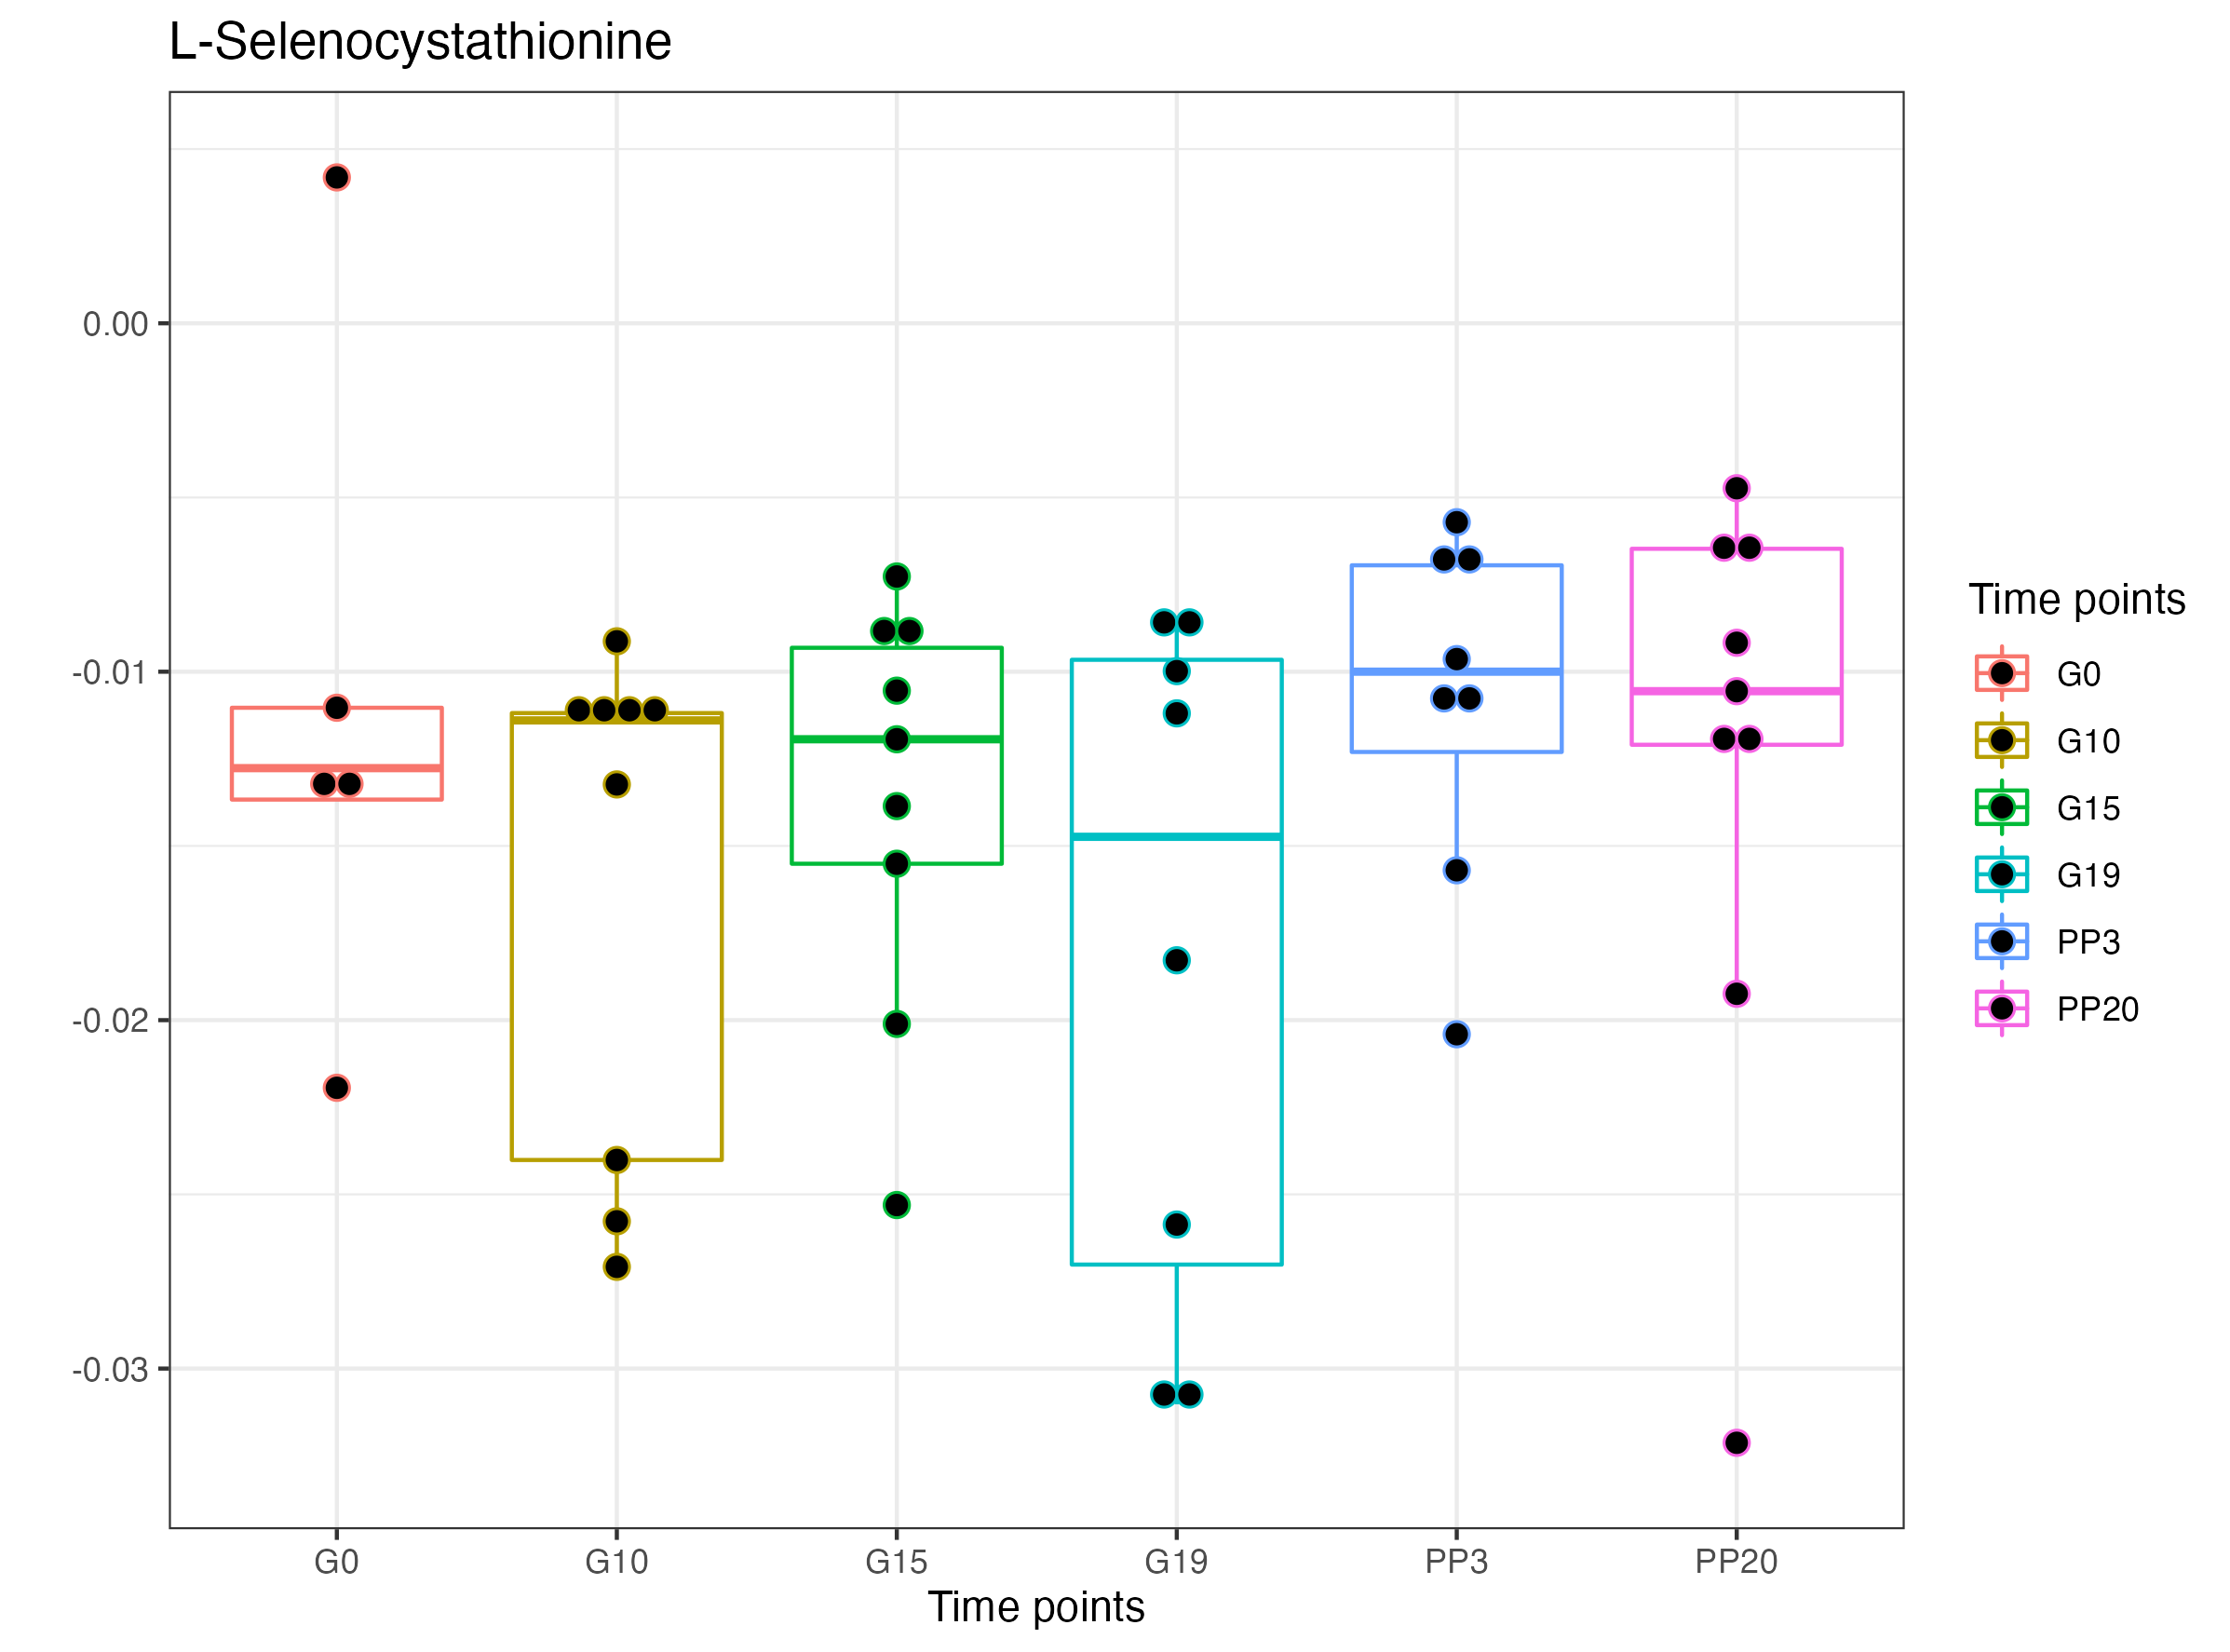 L-Selenocystathionine
0.00
-0.01
-0.02
-0.03
G0 G10 G15 G19 PP3 PP20
Time points
Time points
G0
G10
G15
G19
PP3
PP20